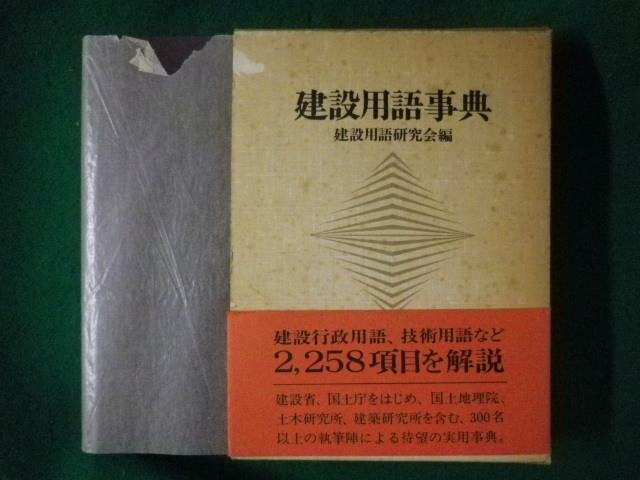 建設用語事典
建設用語研究会編
建設行政用語、技術用語など
2,258項目を解説
建設省、国土庁をはじめ、国土地理院、
土木研究所、建築研究所を含む、300名
以上の執筆陣による待望の実用事典。